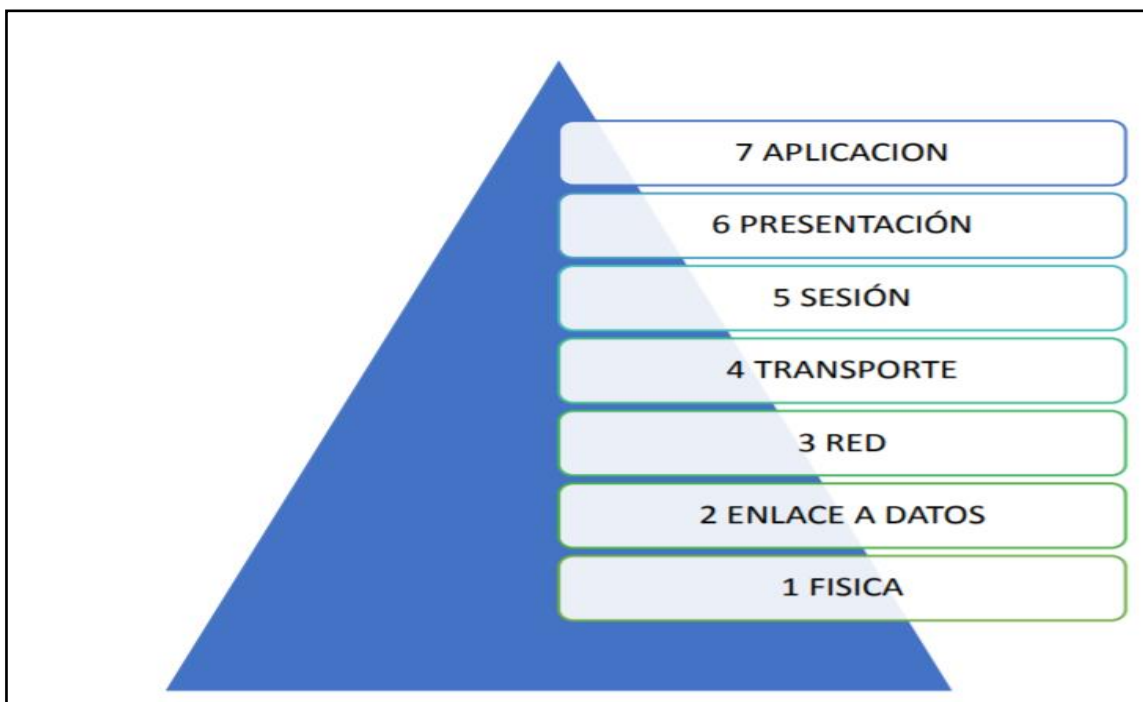 7 APLICACION
6 PRESENTACIÓN
5 SESIÓN
4 TRANSPORTE
3 RED
2 ENLACE A DATOS
1 FISICA